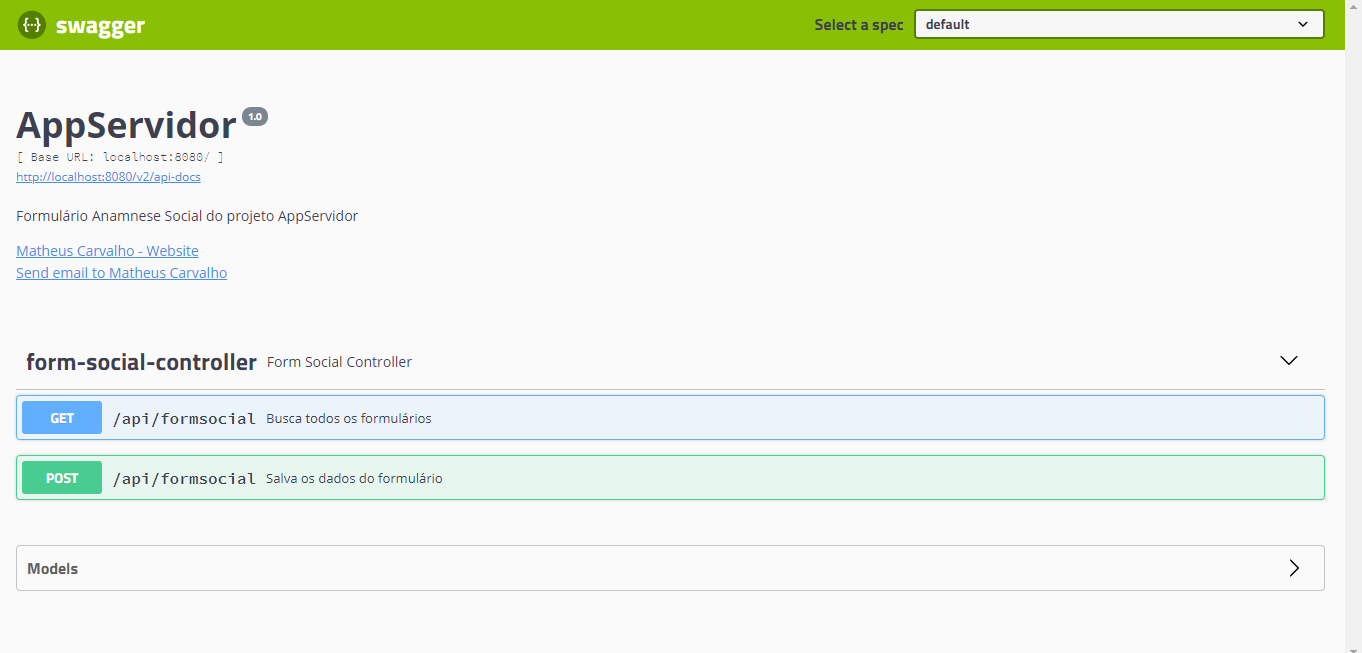 {···} swagger
Select a spec default
AppServidor 1.0
[ Base URL: localhost:8080/ ]
http://localhost:8080/v2/api-docs
Formulário Anamnese Social do projeto AppServidor
Matheus Carvalho - Website
Send email to Matheus Carvalho
form-social-controller Form Social Controller
GET /api/formsocial Busca todos os formulários
POST /api/formsocial Salva os dados do formulário
Models